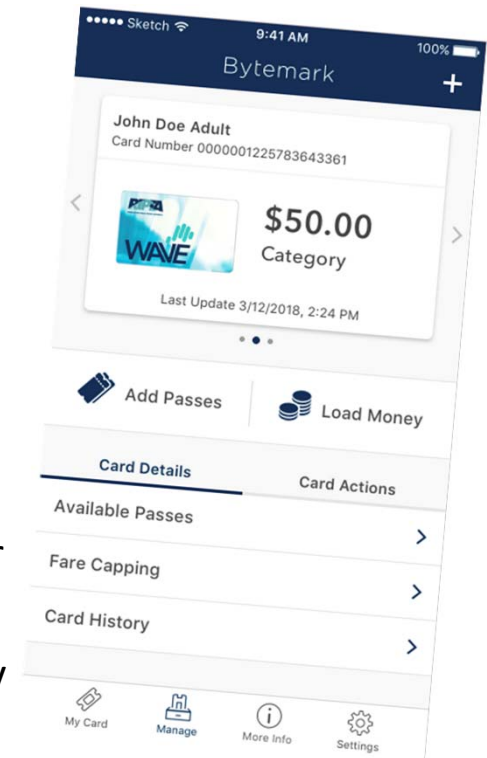 Sketch
9:41 AM
100%
Bytemark
+
John Doe Adult
Card Number 0000001225783643361
RIPTA
WAVE
$50.00
Category
Last Update 3/12/2018, 2:24 PM
Add Passes
Load Money
Card Details
Card Actions
Available Passes
Fare Capping
Card History
My Card
Manage
More Info
Settings